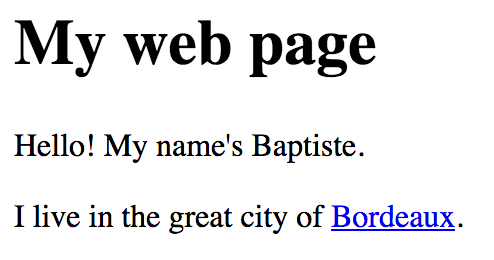 My web page
Hello! My name's Baptiste.
I live in the great city of Bordeaux.